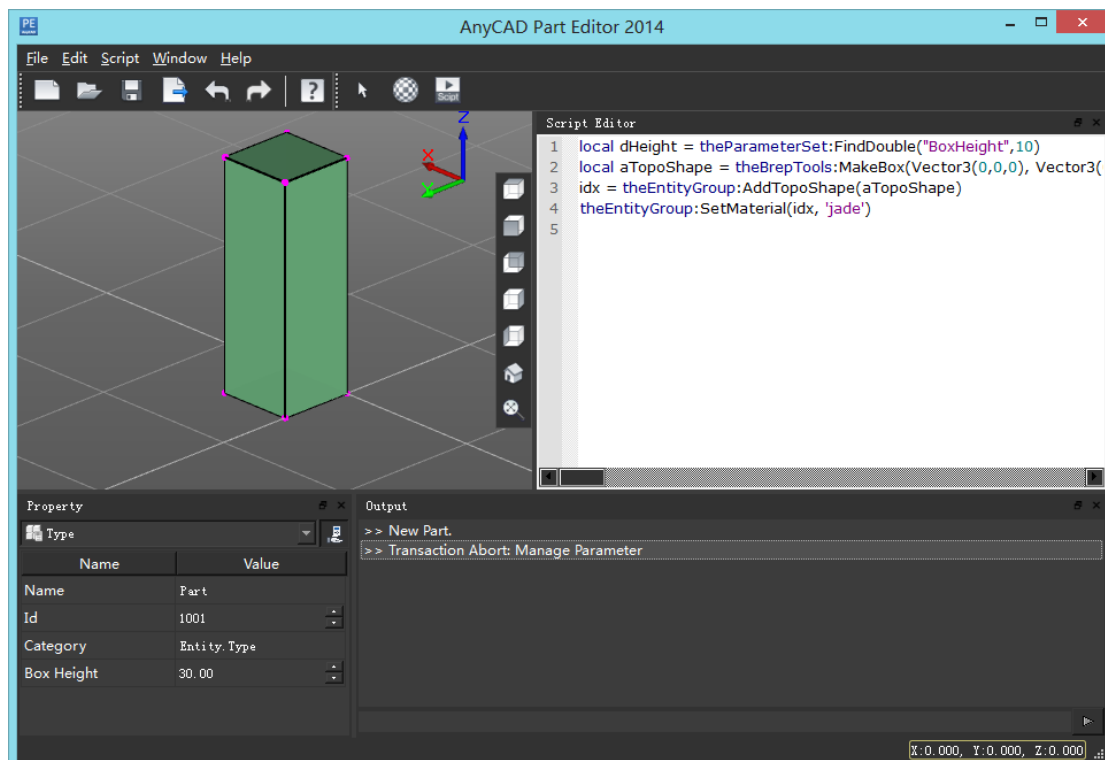 PE
AnyCAD Part Editor 2014
File Edit Script Window Help
?
Script
Z
X
Y
Script Editor
1 local dHeight = theParameterSet:FindDouble("BoxHeight",10)
2 local aTopoShape = theBrepTools:MakeBox(Vector3(0,0,0), Vector3(
3 idx = theEntityGroup:AddTopoShape(aTopoShape)
4 theEntityGroup:SetMaterial(idx, 'jade')
5
Property
Type
Name Value
Name Part
Id 1001
Category Entity.Type
Box Height 30.00
Output
>> New Part.
>> Transaction Abort: Manage Parameter
X:0.000, Y:0.000, Z:0.000